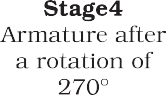 Stage4
Armature after
a rotation of
270°